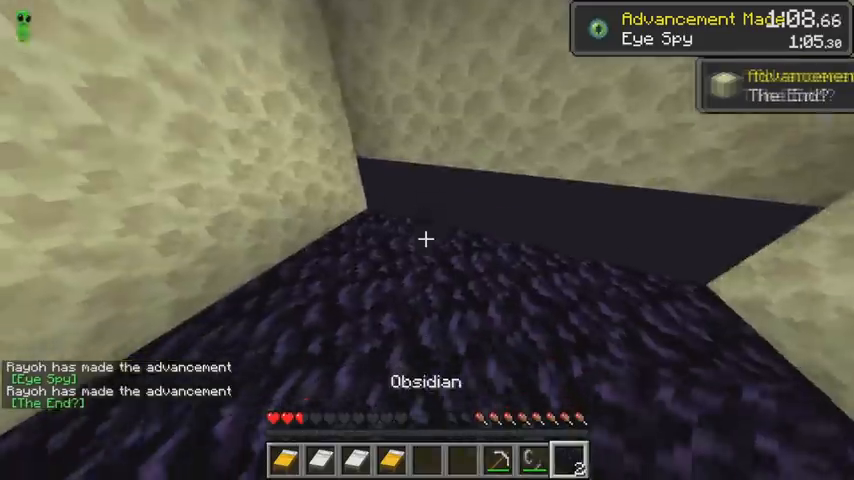 Advancement Made
1:08.66
Eye Spy
1:05.30
Advancemen
The End?
Rayoh has made the advancement
[Eye Spy]
Rayoh has made the advancement
[The End?]
Obsidian
2